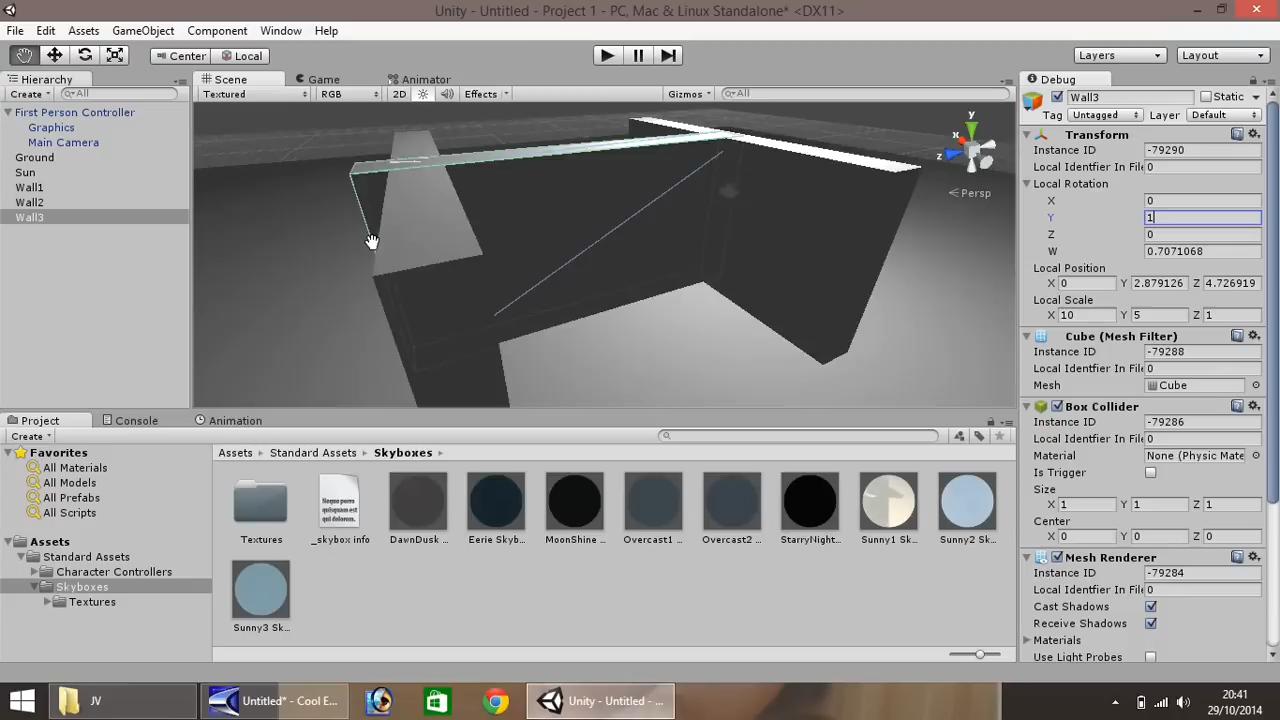 Unity - Untitled - Project 1 - PC, Mac & Linux Standalone* <DX11>
File Edit Assets GameObject Component Window Help
Center Local Layers Layout
Hierarchy Scene Game Animator Debug
Create All Textured RGB 2D Effects Gizmos All Wall3 Static
Tag Untagged Layer Default
First Person Controller
Graphics
Main Camera
Ground
Sun
Wall1
Wall2
Wall3
y
x
z
Persp
Transform
Instance ID -79290
Local Identfier In File 0
Local Rotation
X 0
Y 1
Z 0
W 0.7071068
Local Position
X 0 Y 2.879126 Z 4.726919
Local Scale
X 10 Y 5 Z 1
Cube (Mesh Filter)
Instance ID -79288
Local Identfier In File 0
Mesh Cube
Box Collider
Instance ID -79286
Local Identfier In File 0
Material None (Physic Mate
Is Trigger
Size
X 1 Y 1 Z 1
Center
X 0 Y 0 Z 0
Mesh Renderer
Instance ID -79284
Local Identfier In File 0
Cast Shadows
Receive Shadows
Materials
Use Light Probes
Project Console Animation
Create
Favorites
All Materials
All Models
All Prefabs
All Scripts
Assets
Standard Assets
Character Controllers
Skyboxes
Textures
Assets Standard Assets Skyboxes
Neque porro quisquam est qui dolorem.
Textures _skybox info DawnDusk ... Eerie Skyb... MoonShine ... Overcast1 ... Overcast2 ... StarryNight... Sunny1 Sk... Sunny2 Sk...
Sunny3 Sk...
JV Untitled* - Cool E... Unity - Untitled - ...
20:41
29/10/2014